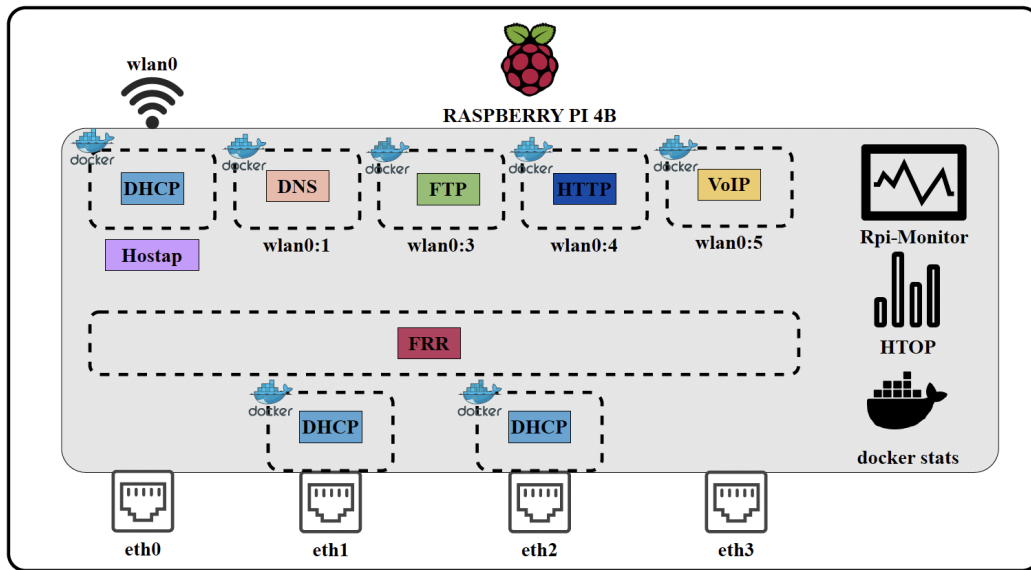 wlan0
RASPBERRY PI 4B
docker
docker
docker
docker
docker
DHCP
DNS
FTP
HTTP
VoIP
Hostap
wlan0:1
wlan0:3
wlan0:4
wlan0:5
Rpi-Monitor
FRR
HTOP
docker
docker
DHCP
DHCP
docker stats
eth0
eth1
eth2
eth3